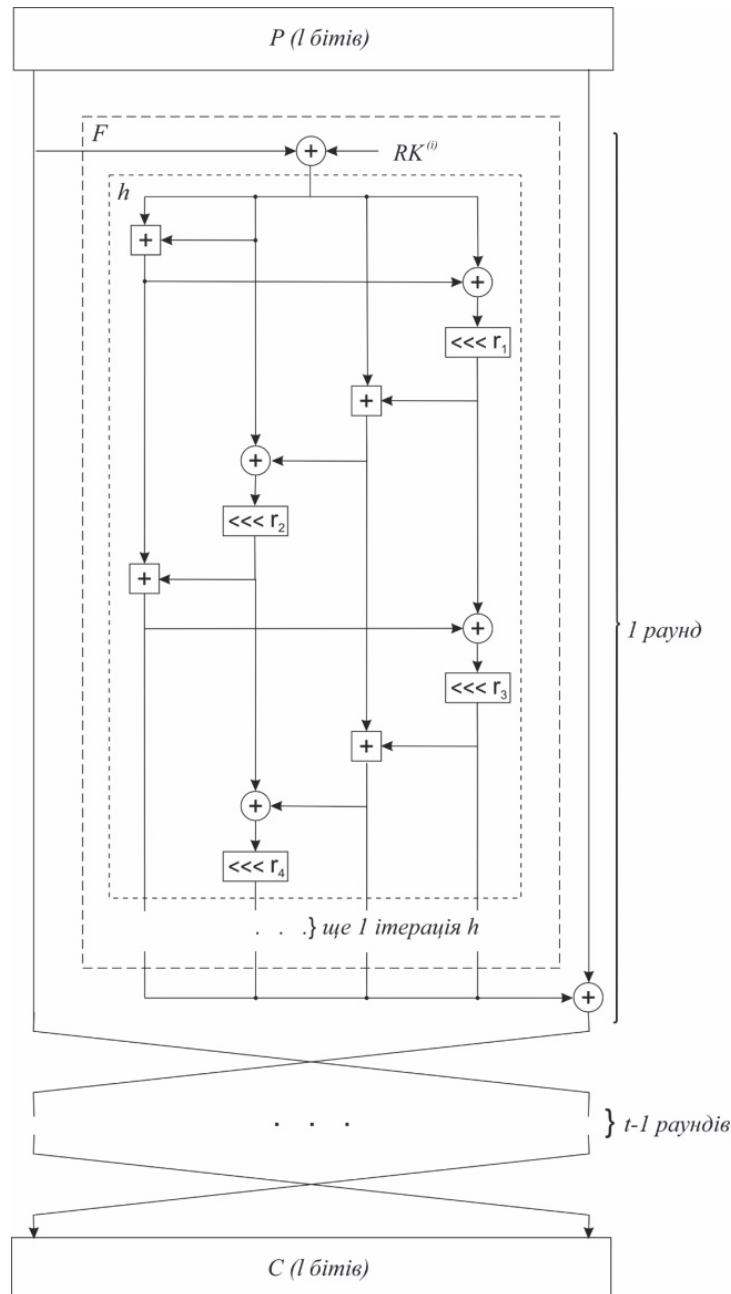 P (l бітів)
F
+
RK⁽ⁱ⁾
h
+
+
<<< r₁
+
+
<<< r₂
+
+
1 раунд
<<< r₃
+
+
<<< r₄
. . . } ще 1 ітерація h
+
. . . } t-1 раундів
C (l бітів)